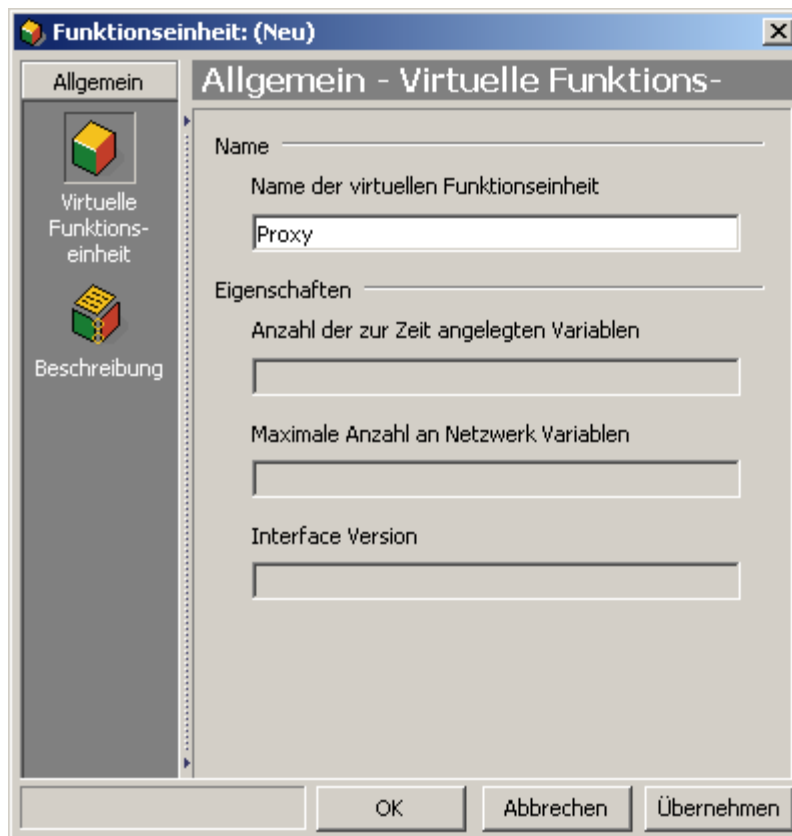 Funktionseinheit: (Neu)
Allgemein
Allgemein - Virtuelle Funktions-
Virtuelle
Funktions-
einheit
Beschreibung
Name
Name der virtuellen Funktionseinheit
Proxy
Eigenschaften
Anzahl der zur Zeit angelegten Variablen
Maximale Anzahl an Netzwerk Variablen
Interface Version
OK
Abbrechen
Übernehmen